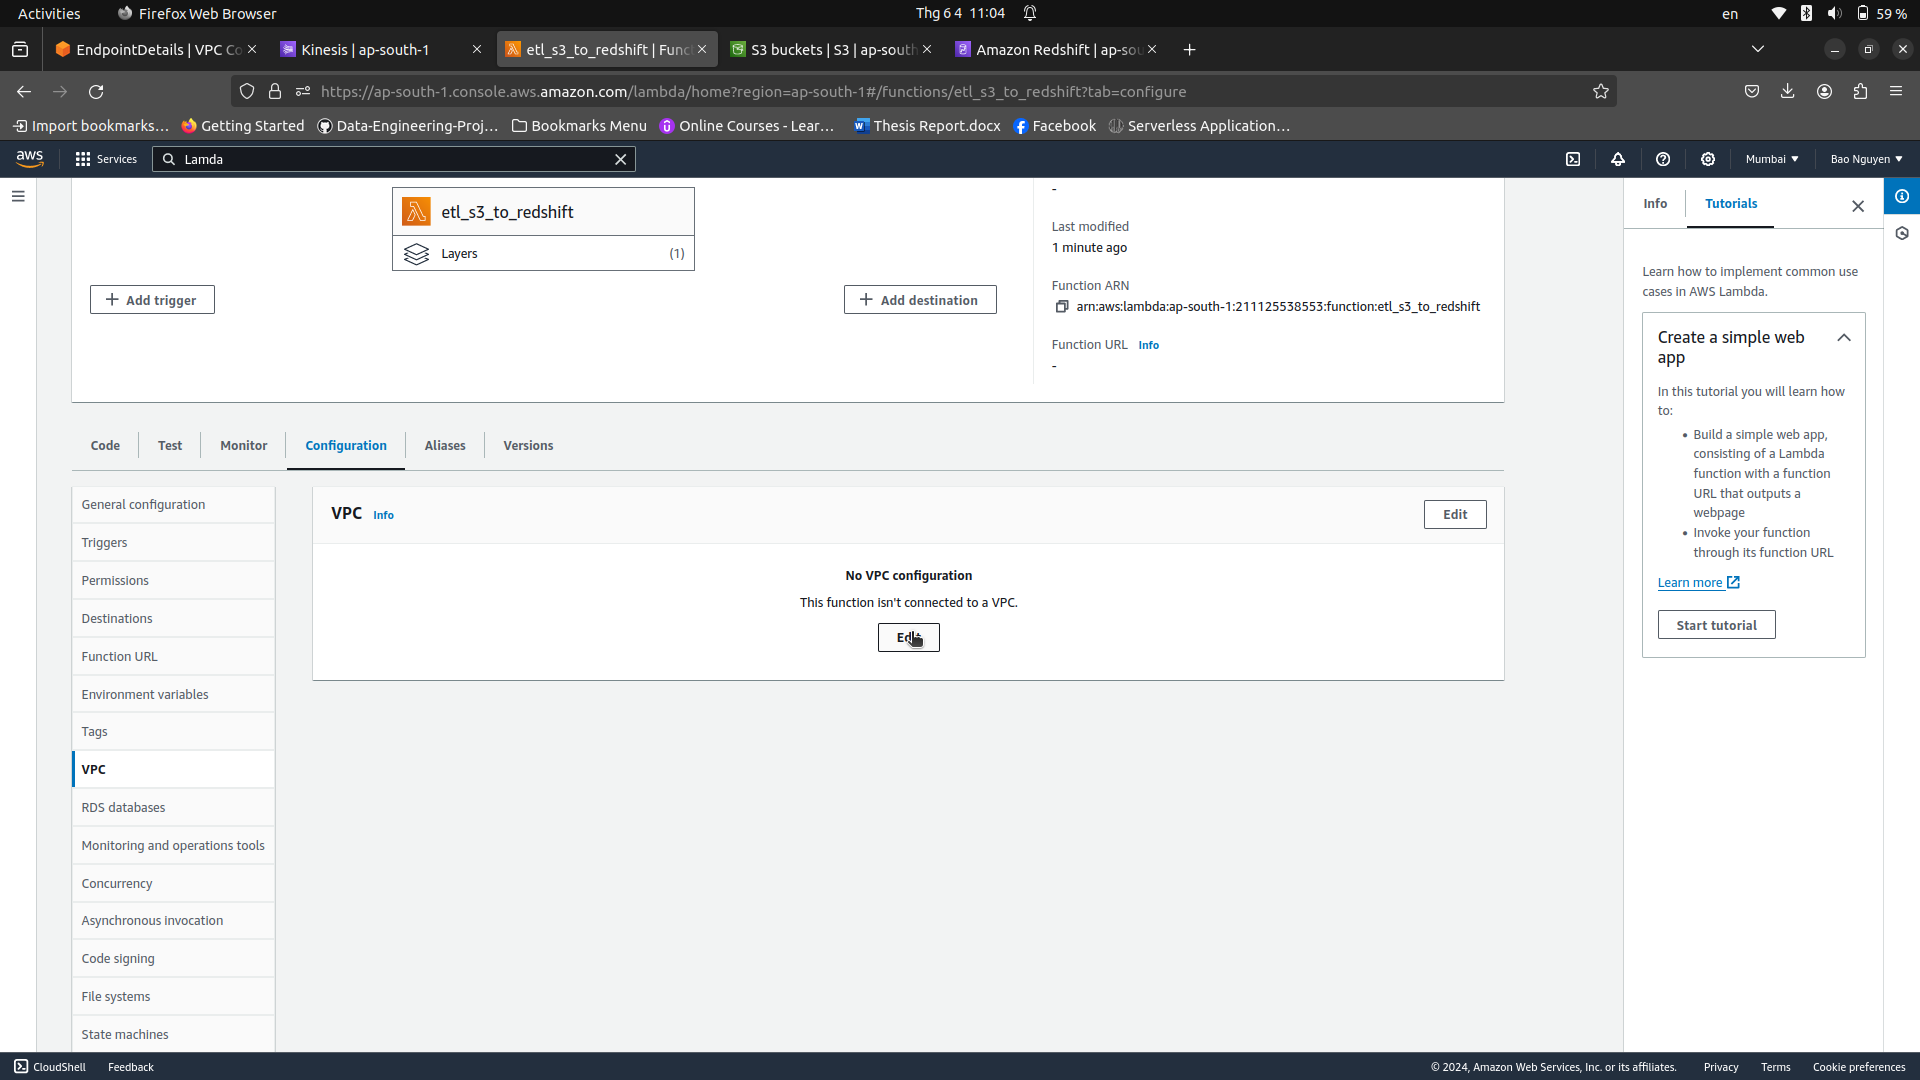 Activities Firefox Web Browser Thg 6 4 11:04 en 59 %
EndpointDetails | VPC Co Kinesis | ap-south-1 etl_s3_to_redshift | Func S3 buckets | S3 | ap-south Amazon Redshift | ap-sou
https://ap-south-1.console.aws.amazon.com/lambda/home?region=ap-south-1#/functions/etl_s3_to_redshift?tab=configure
Import bookmarks... Getting Started Data-Engineering-Proj... Bookmarks Menu Online Courses - Lear... Thesis Report.docx Facebook Serverless Application...
aws Services Lamda Mumbai Bao Nguyen
etl_s3_to_redshift
Layers (1)
Add trigger
Add destination
-
Last modified
1 minute ago
Function ARN
arn:aws:lambda:ap-south-1:211125538553:function:etl_s3_to_redshift
Function URL Info
-
Code Test Monitor Configuration Aliases Versions
General configuration
Triggers
Permissions
Destinations
Function URL
Environment variables
Tags
VPC
RDS databases
Monitoring and operations tools
Concurrency
Asynchronous invocation
Code signing
File systems
State machines
VPC Info Edit
No VPC configuration
This function isn't connected to a VPC.
Info Tutorials
Learn how to implement common use
cases in AWS Lambda.
Create a simple web
app
In this tutorial you will learn how
to:
• Build a simple web app,
consisting of a Lambda
function with a function
URL that outputs a
webpage
• Invoke your function
through its function URL
Learn more
Start tutorial
CloudShell Feedback © 2024, Amazon Web Services, Inc. or its affiliates. Privacy Terms Cookie preferences